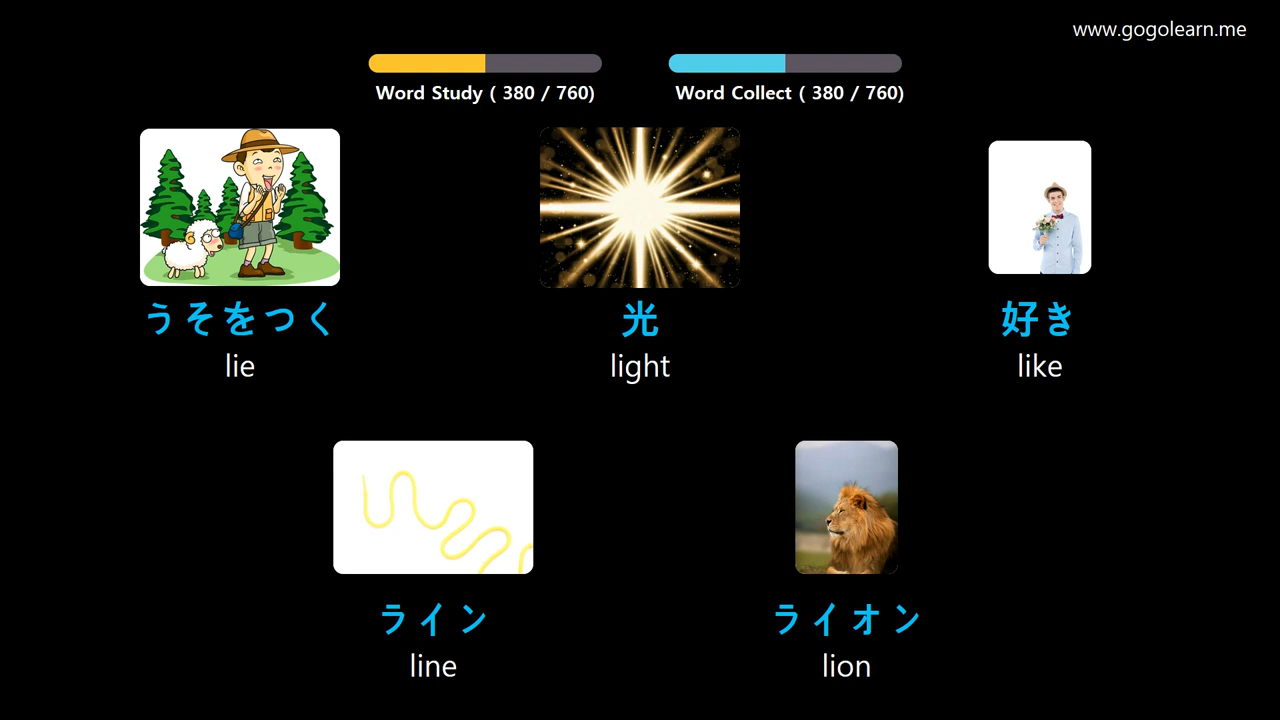 www.gogolearn.me
Word Study ( 380 / 760)
Word Collect ( 380 / 760)
うそをつく
lie
光
light
好き
like
ライン
line
ライオン
lion